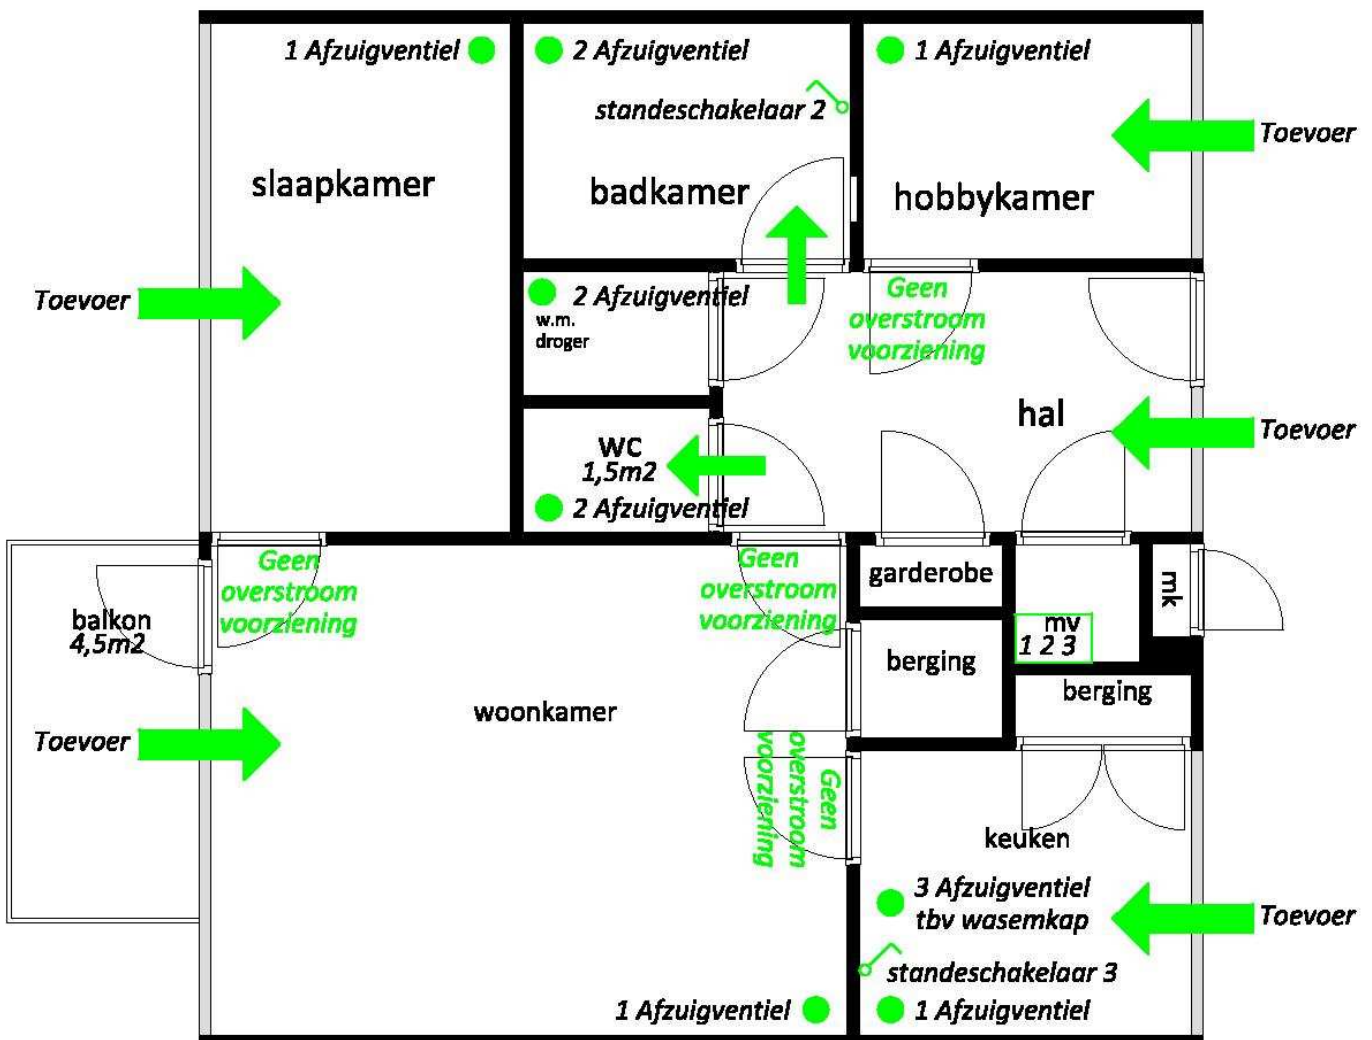 1 Afzuigventiel
2 Afzuigventiel
1 Afzuigventiel
standeschakelaar 2
Toevoer
slaapkamer
badkamer
hobbykamer
Toevoer
2 Afzuigventiel
w.m.
droger
Geen
overstroom
voorziening
hal
Toevoer
WC
1,5m2
2 Afzuigventiel
Geen
overstroom
voorziening
Geen
overstroom
voorziening
garderobe
mk
balkon
4,5m2
mv
1 2 3
berging
berging
woonkamer
Toevoer
Geen
overstroom
voorziening
keuken
3 Afzuigventiel
tbv wasemkap
Toevoer
standeschakelaar 3
1 Afzuigventiel
1 Afzuigventiel